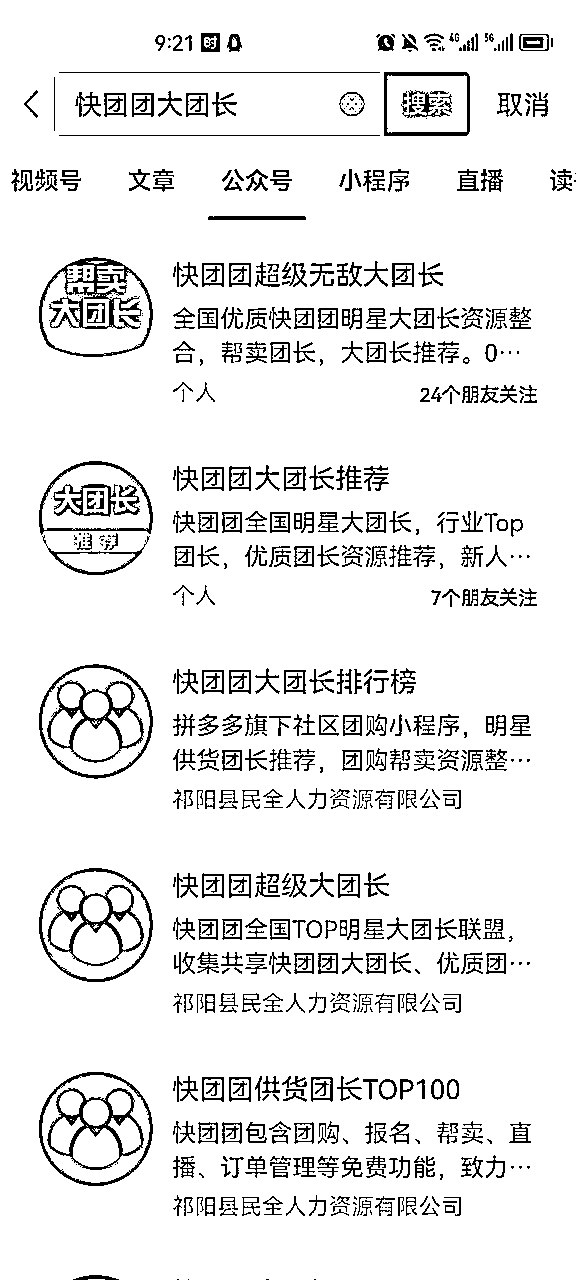 9:21
快团团大团长
搜索
取消
视频号 文章 公众号 小程序 直播 读
帮卖
大团长
快团团超级无敌大团长
全国优质快团团明星大团长资源整
合，帮卖团长，大团长推荐。0…
个人
24个朋友关注
大团长
推荐
快团团大团长推荐
快团团全国明星大团长，行业Top
团长，优质团长资源推荐，新人…
个人
7个朋友关注
快团团大团长排行榜
拼多多旗下社区团购小程序，明星
供货团长推荐，团购帮卖资源整…
祁阳县民全人力资源有限公司
快团团超级大团长
快团团全国TOP明星大团长联盟，
收集共享快团团大团长、优质团…
祁阳县民全人力资源有限公司
快团团供货团长TOP100
快团团包含团购、报名、帮卖、直
播、订单管理等免费功能，致力…
祁阳县民全人力资源有限公司